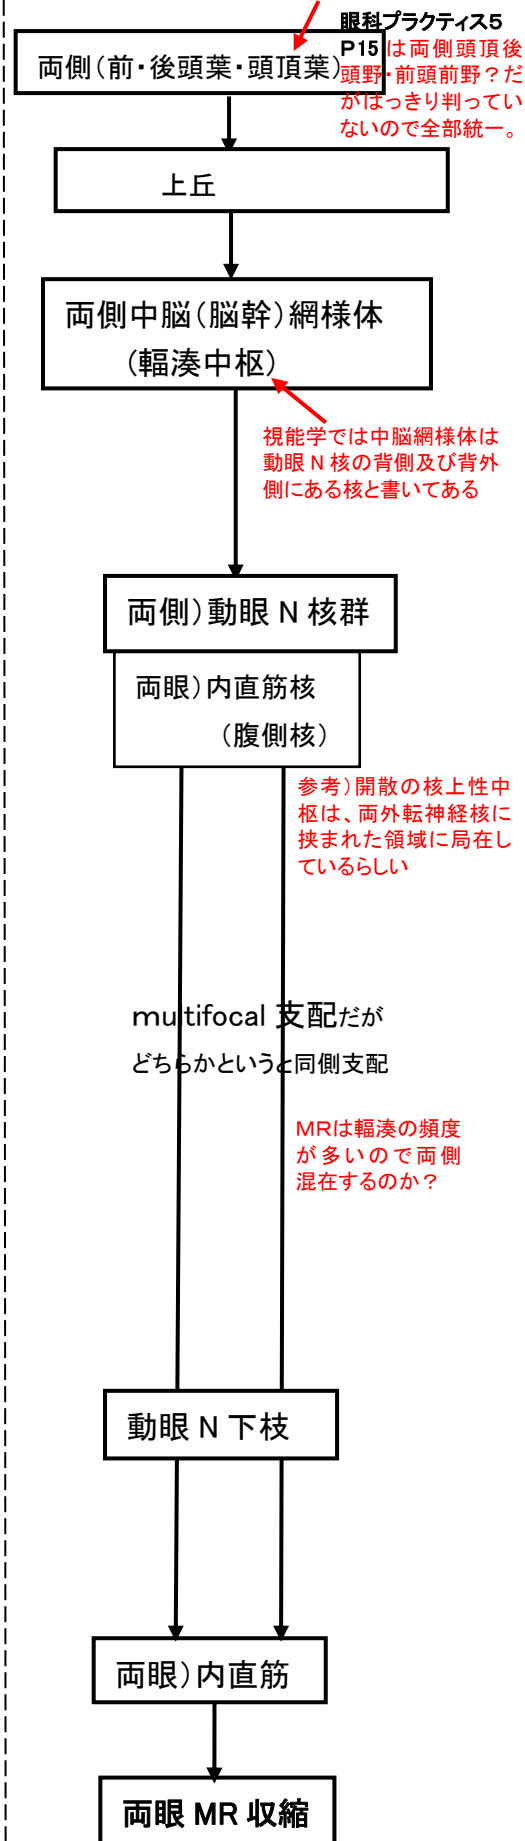 眼科プラクティス5
P15は両側頭頂後
頭野・前頭前野？だ
がはっきり判ってい
ないので全部統一。
両側（前・後頭葉・頭頂葉）
上丘
両側中脳（脳幹）網様体
（輻湊中枢）
視能学では中脳網様体は
動眼 N 核の背側及び背外
側にある核と書いてある
両側）動眼 N 核群
両眼）内直筋核
（腹側核）
参考）開散の核上性中
枢は、両外転神経核に
挟まれた領域に局在し
ているらしい
multifocal 支配だが
どちらかというと同側支配
MRは輻湊の頻度
が多いので両側
混在するのか？
動眼 N 下枝
両眼）内直筋
両眼 MR 収縮